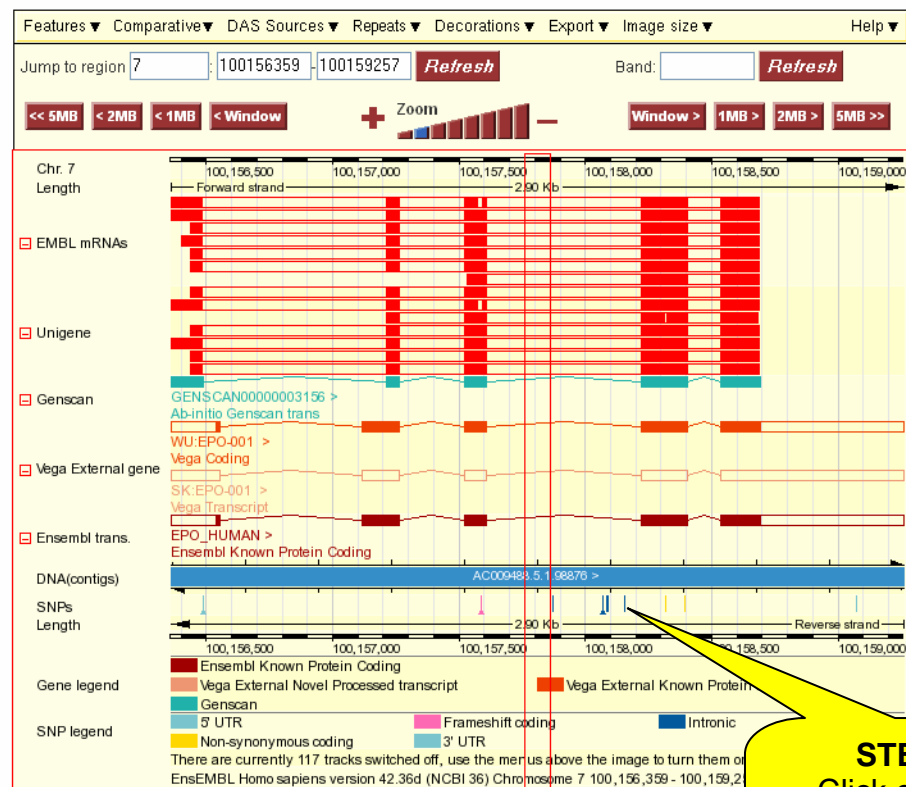 Features ▼ Comparative▼ DAS Sources ▼ Repeats ▼ Decorations ▼ Export ▼ Image size ▼ Help ▼
Jump to region 7 : 100156359 - 100159257 Refresh Band: Refresh
<< 5MB < 2MB < 1MB < Window + Zoom - Window > 1MB > 2MB > 5MB >>
Chr. 7 100,156,500 100,157,000 100,157,500 100,158,000 100,158,500 100,159,000
Length Forward strand 2.90 Kb
EMBL mRNAs
Unigene
Genscan
GENSCAN00000003156 >
Ab-initio Genscan trans
WU:EPO-001 >
Vega Coding
Vega External gene
SK:EPO-001 >
Vega Transcript
Ensembl trans.
EPO_HUMAN >
Ensembl Known Protein Coding
DNA(contigs) AC009488.5.1.98876 >
SNPs
Length 2.90 Kb Reverse strand
100,156,500 100,157,000 100,157,500 100,158,000 100,158,500 100,159,000
Ensembl Known Protein Coding
Gene legend Vega External Novel Processed transcript Vega External Known Protein
Genscan
SNP legend 5' UTR Frameshift coding Intronic
Non-synonymous coding 3' UTR
There are currently 117 tracks switched off, use the menus above the image to turn them on
EnsEMBL Homo sapiens version 42.36d (NCBI 36) Chromosome 7 100,156,359 - 100,159,2
STE
Click